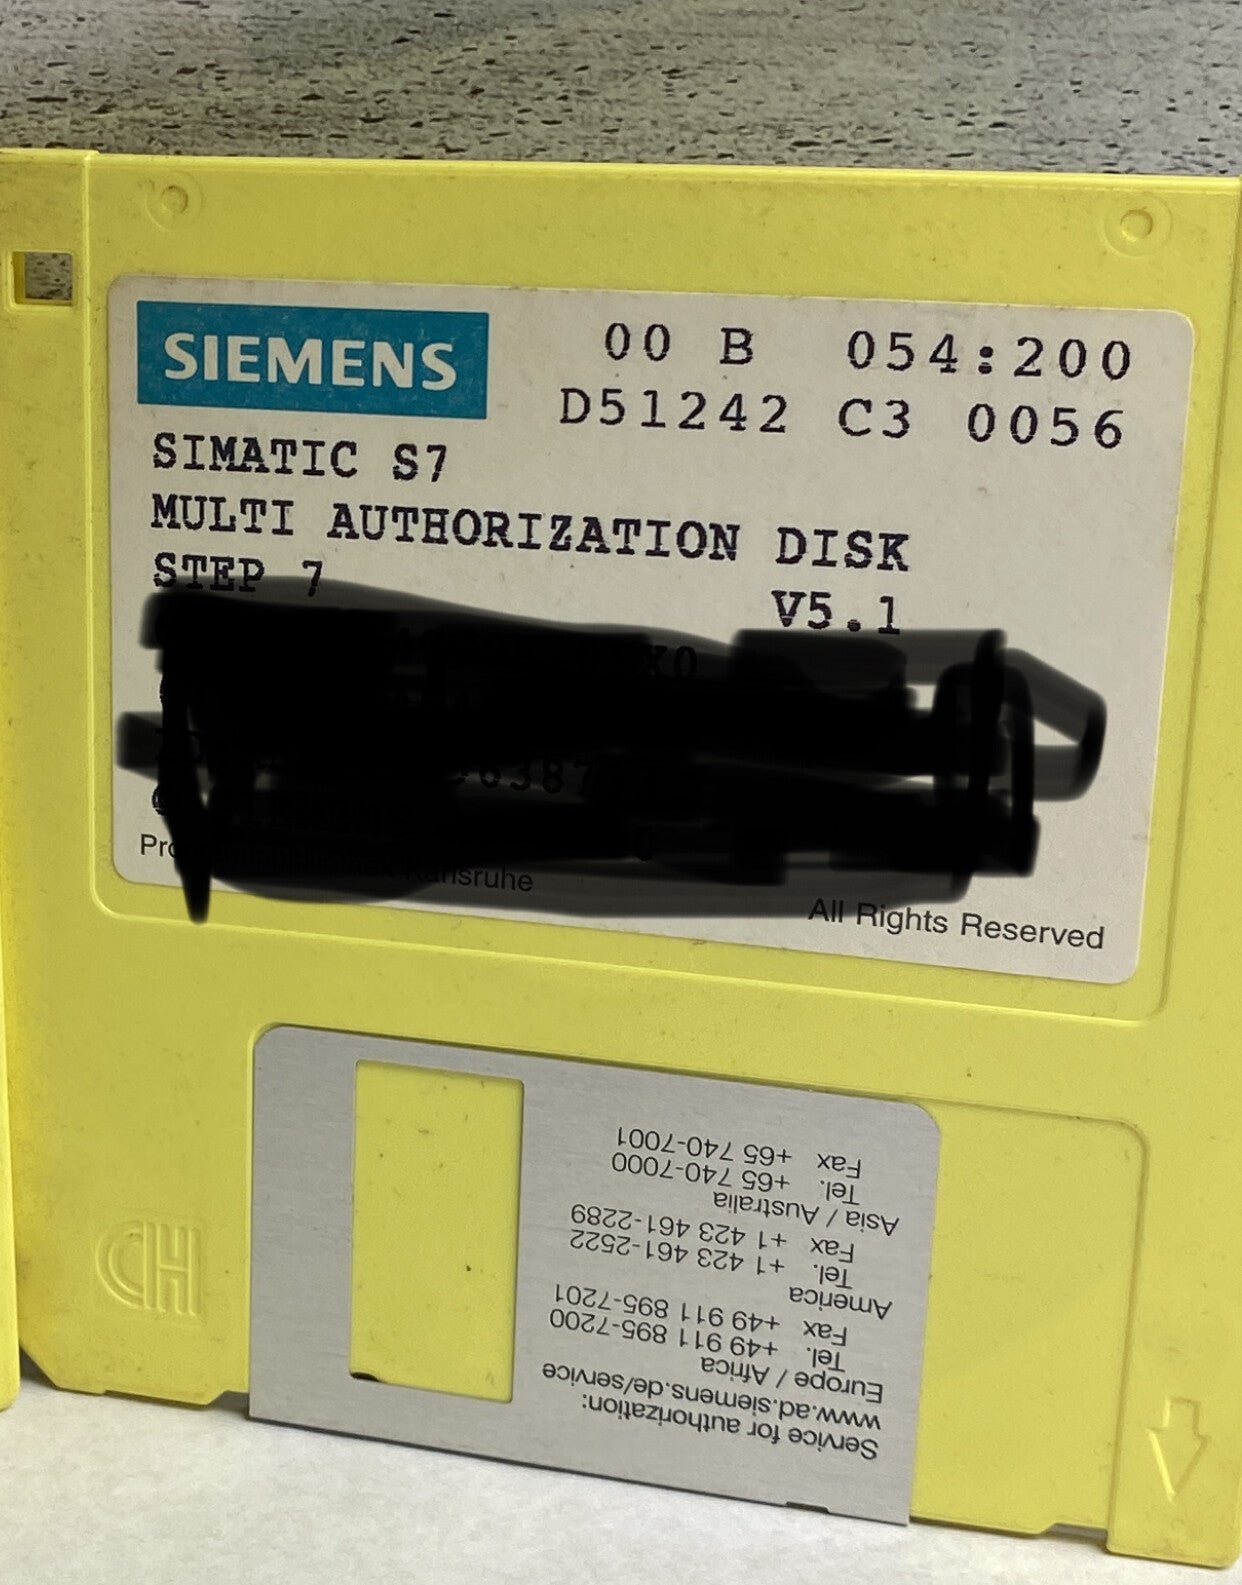 SIEMENS
00 B 054:200
D51242 C3 0056
SIMATIC S7
MULTI AUTHORIZATION DISK
STEP 7
V5.1
Karlsruhe
All Rights Reserved
Service for authorization:
www.ad.siemens.de/service
Europe / Africa
Tel. +49 911 895-7200
Fax +49 911 895-7201
America
Tel. +1 423 461-2522
Fax +1 423 461-2289
Asia / Australia
Tel. +65 740-7000
Fax +65 740-7001